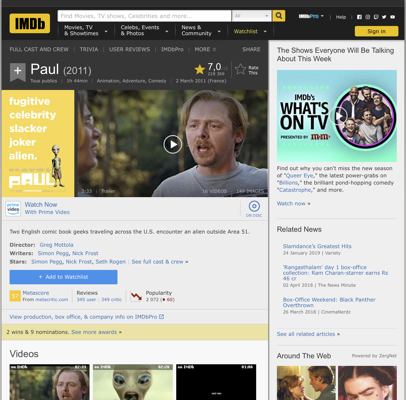 IMDb
Find Movies, TV shows, Celebrities and more...
All
IMDbPro
Help
Movies, TV
& Showtimes
Celebs, Events
& Photos
News &
Community
Watchlist
Sign in
FULL CAST AND CREW | TRIVIA | USER REVIEWS | IMDbPro | MORE
SHARE
Paul (2011)
7,0
Rate
This
Tous publics | 1h 44min | Animation, Adventure, Comedy | 2 March 2011 (France)
fugitive
celebrity
slacker
joker
alien.
PAUL
2:33 | Trailer
16 VIDEOS | 149 IMAGES
prime video
Watch Now
With Prime Video
ON DISC
Two English comic book geeks traveling across the U.S. encounter an alien outside Area 51.
Director: Greg Mottola
Writers: Simon Pegg, Nick Frost
Stars: Simon Pegg, Nick Frost, Seth Rogen | See full cast & crew »
+ Add to Watchlist
57
Metascore
From metacritic.com
Reviews
345 user | 349 critic
Popularity
2 072
View production, box office, & company info on IMDbPro
2 wins & 9 nominations. See more awards »
Videos
The Shows Everyone Will Be Talking
About This Week
IMDb's
WHAT'S
ON TV
PRESENTED BY M&M'S
Find out why you can't miss the new season
of "Queer Eye," the latest power-grabs on
"Billions," the brilliant pond-hopping comedy
"Catastrophe," and more.
Watch now »
Related News
Slamdance's Greatest Hits
24 January 2019 | Variety
'Rangasthalam' day 1 box-office
collection: Ram Charan-starrer earns Rs
46 cr
02 April 2018 | The News Minute
Box-Office Weekend: Black Panther
Overthrown
26 March 2018 | CinemaNerdz
See all related articles »
Around The Web
Powered by ZergNet